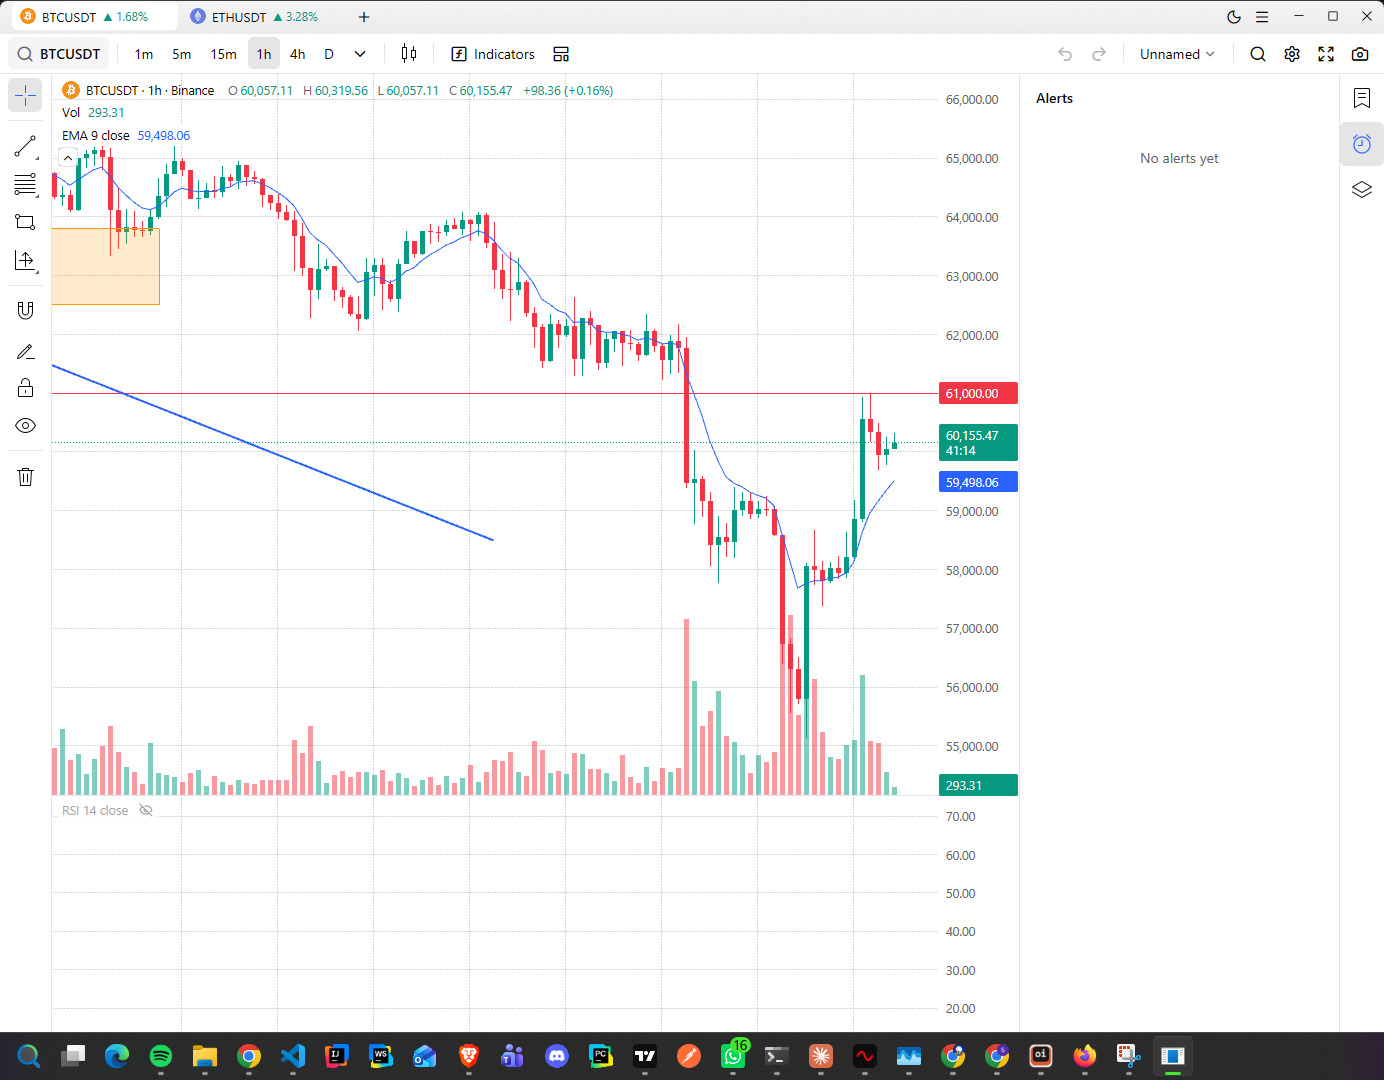 BTCUSDT ▲ 1.68%
ETHUSDT ▲ 3.28%
BTCUSDT
1m 5m 15m 1h 4h D
Indicators
Unnamed
BTCUSDT · 1h · Binance O 60,057.11 H 60,319.56 L 60,057.11 C 60,155.47 +98.36 (+0.16%)
Vol 293.31
EMA 9 close 59,498.06
66,000.00
65,000.00
64,000.00
63,000.00
62,000.00
61,000.00
60,155.47
41:14
59,498.06
59,000.00
58,000.00
57,000.00
56,000.00
55,000.00
293.31
RSI 14 close
70.00
60.00
50.00
40.00
30.00
20.00
Alerts
No alerts yet
IJ
WS
PC
16
oi